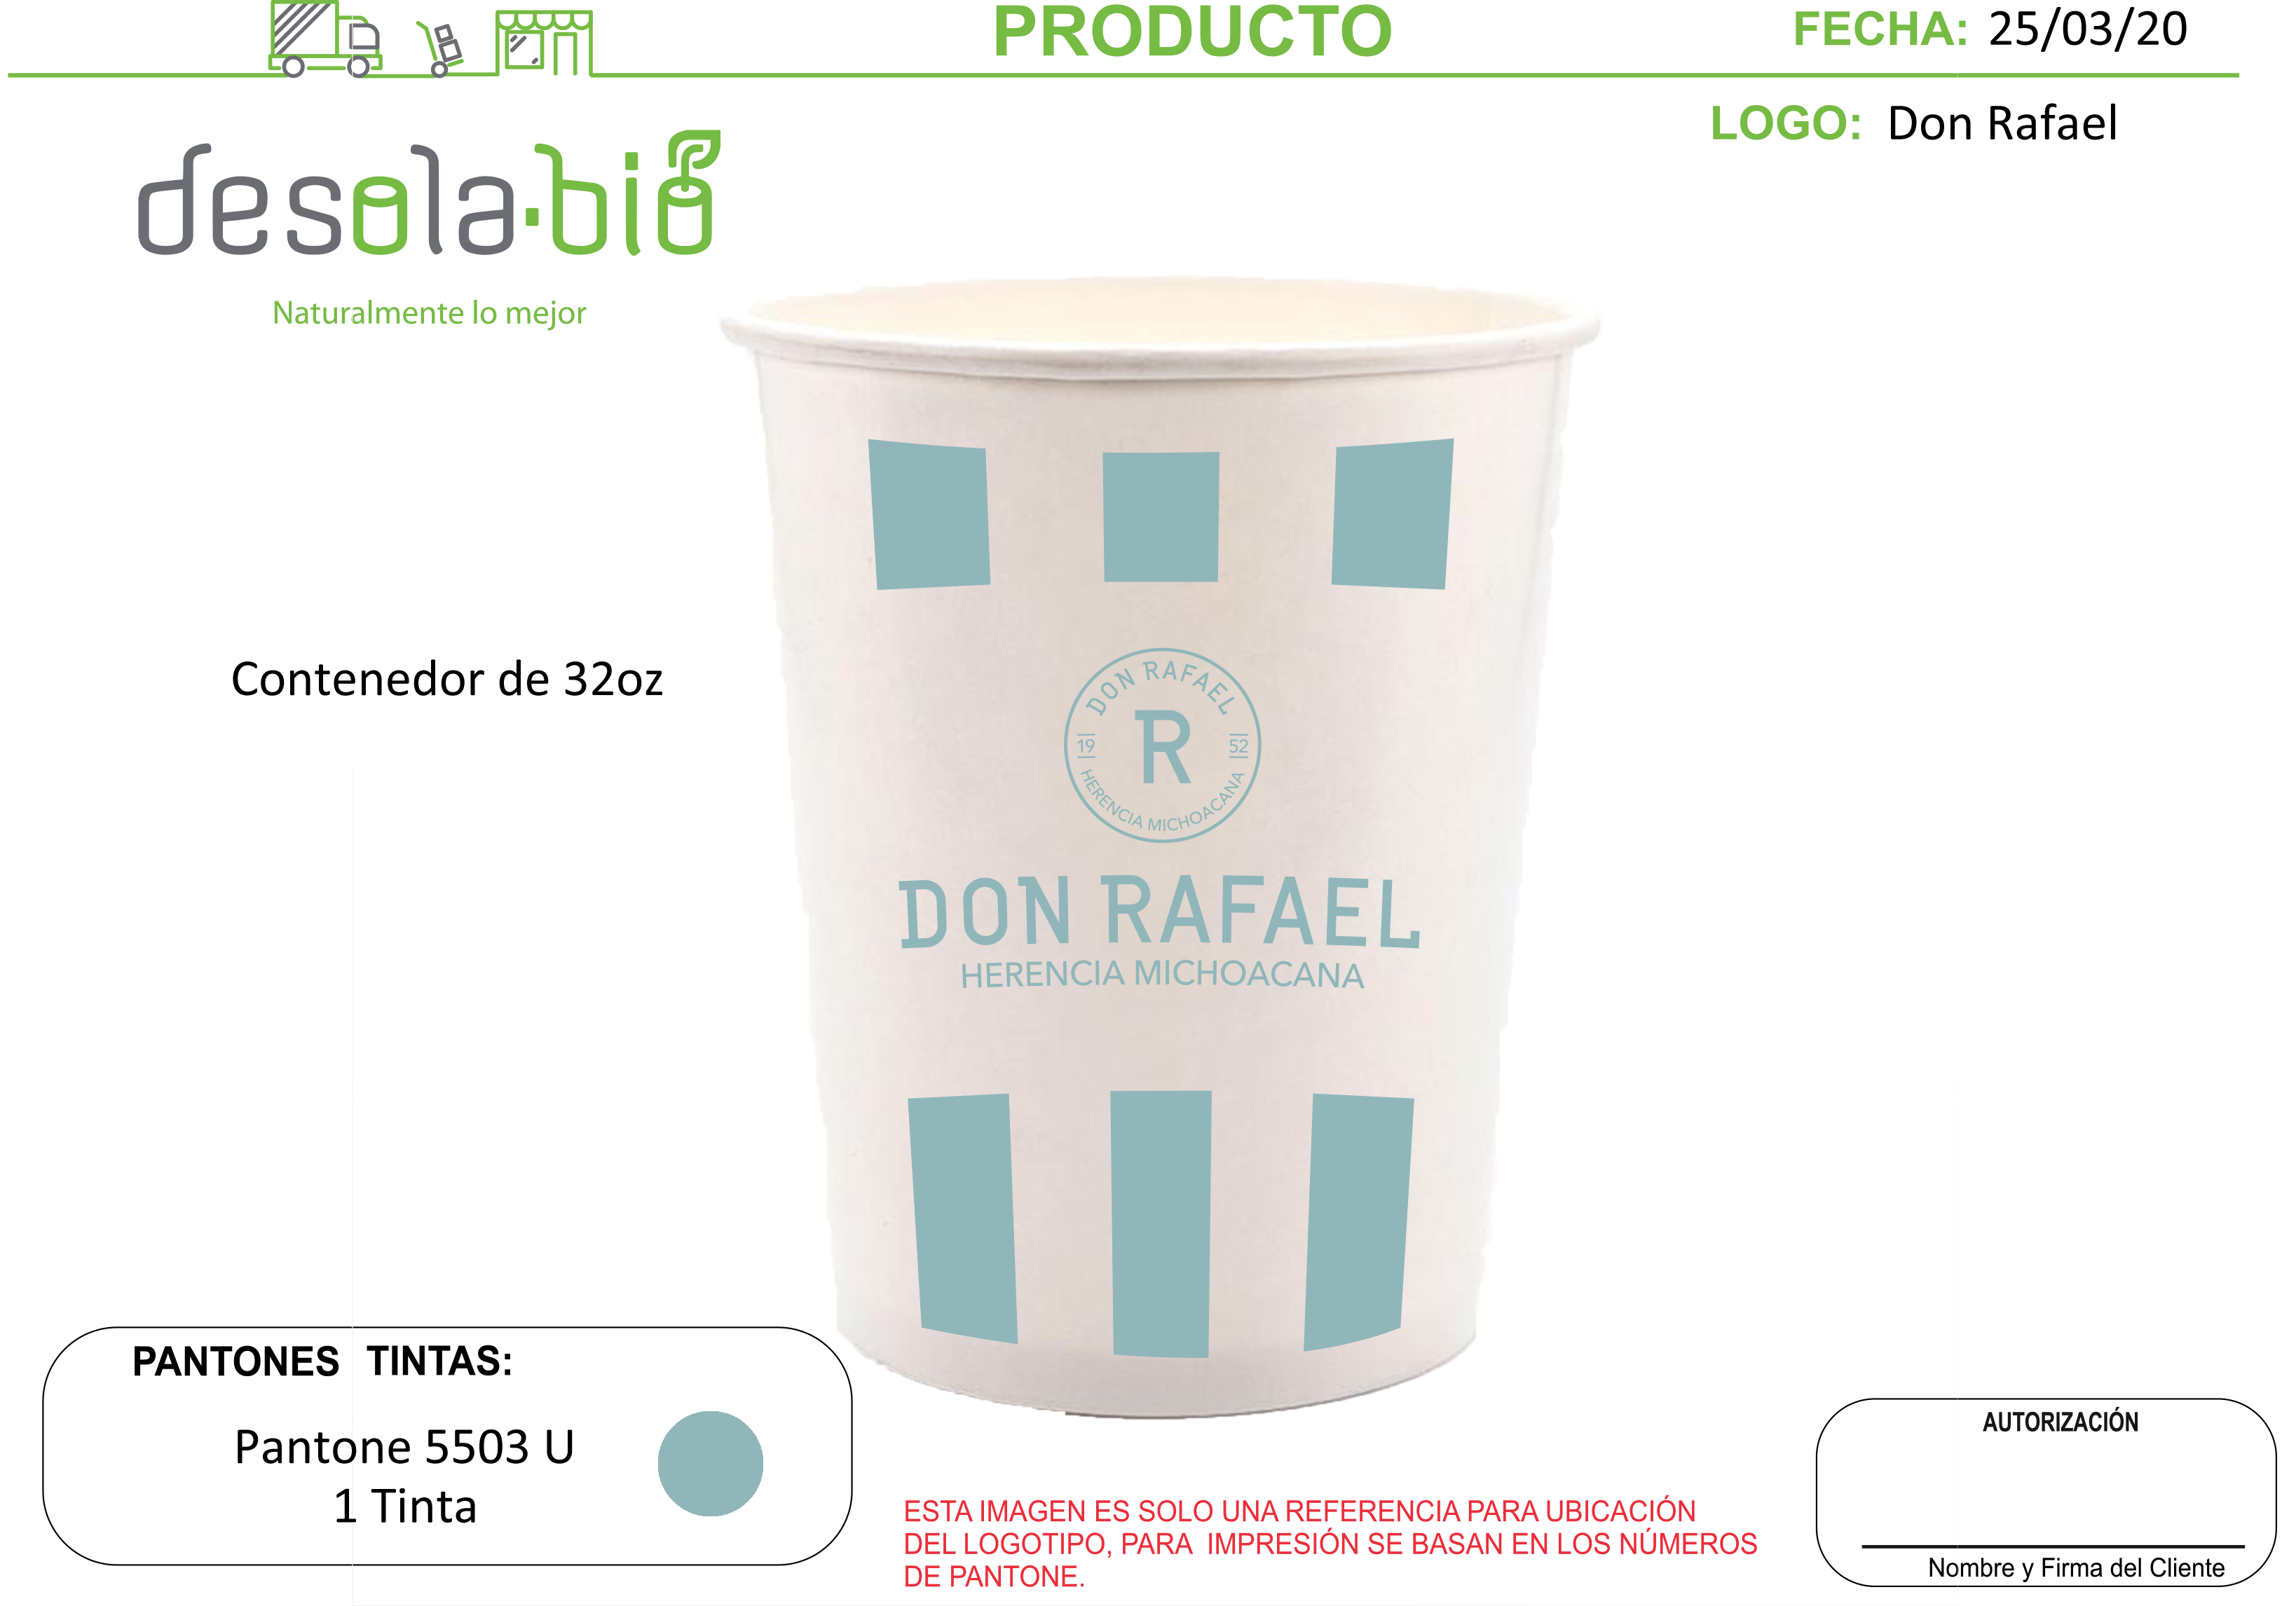 PRODUCTO
FECHA: 25/03/20
LOGO: Don Rafael
desola.bio
Naturalmente lo mejor
Contenedor de 32oz
DON RAFAEL
R
19
52
HERENCIA MICHOACANA
DON RAFAEL
HERENCIA MICHOACANA
PANTONES TINTAS:
Pantone 5503 U
1 Tinta
ESTA IMAGEN ES SOLO UNA REFERENCIA PARA UBICACIÓN
DEL LOGOTIPO, PARA IMPRESIÓN SE BASAN EN LOS NÚMEROS
DE PANTONE.
AUTORIZACIÓN
Nombre y Firma del Cliente